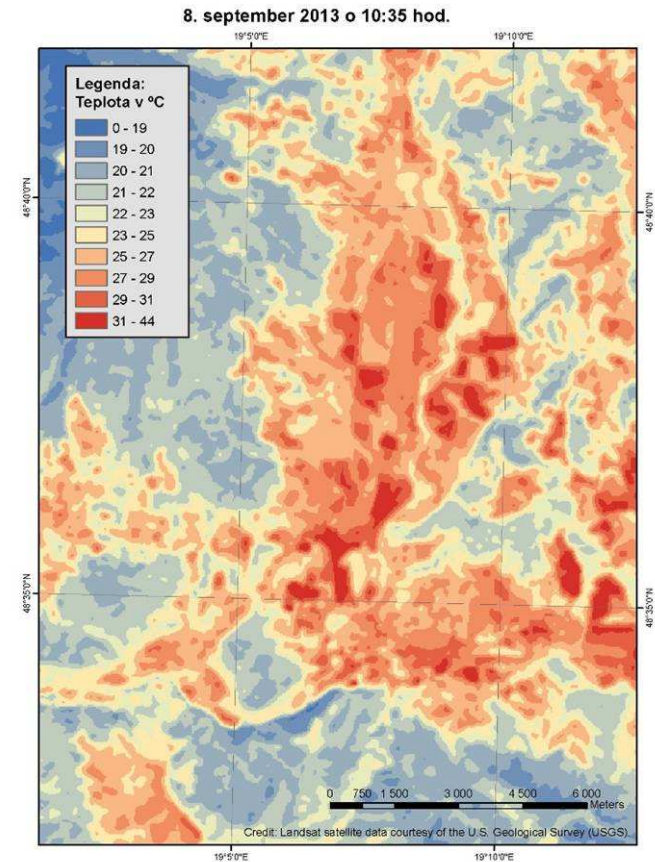 8. september 2013 o 10:35 hod.
19°5'0"E 19°10'0"E
Legenda:
Teplota v ºC
0 - 19
19 - 20
20 - 21
21 - 22
22 - 23
23 - 25
25 - 27
27 - 29
29 - 31
31 - 44
48°40'0"N 48°40'0"N
48°35'0"N 48°35'0"N
0 750 1 500 3 000 4 500 6 000
Meters
Credit: Landsat satellite data courtesy of the U.S. Geological Survey (USGS).
19°5'0"E 19°10'0"E